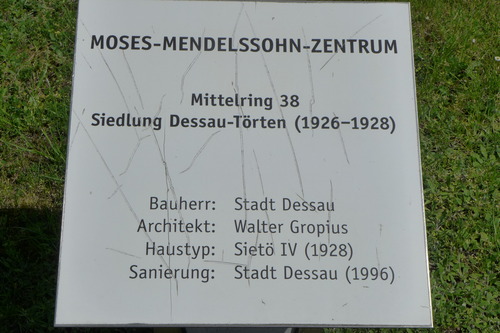 MOSES-MENDELSSOHN-ZENTRUM
Mittelring 38
Siedlung Dessau-Törten (1926–1928)
Bauherr: Stadt Dessau
Architekt: Walter Gropius
Haustyp: Sietö IV (1928)
Sanierung: Stadt Dessau (1996)